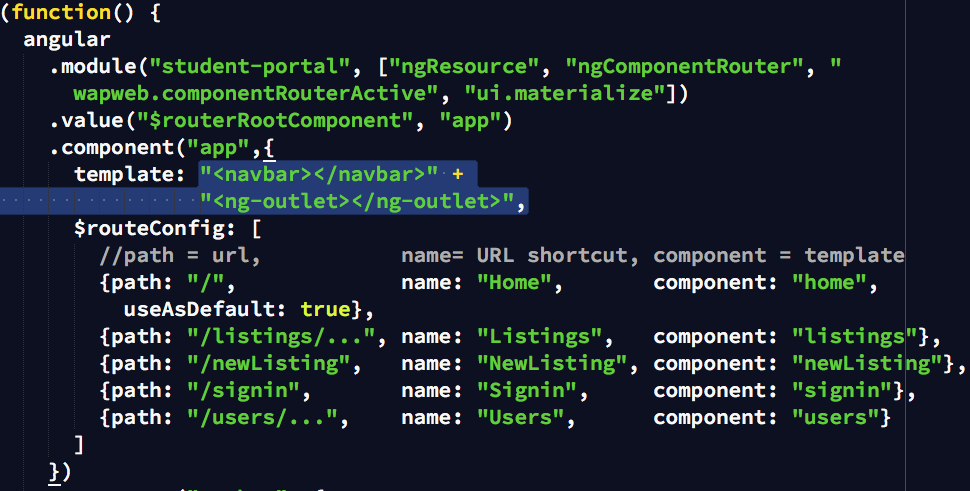 (function() {
angular
.module("student-portal", ["ngResource", "ngComponentRouter", "
wapweb.componentRouterActive", "ui.materialize"])
.value("$routerRootComponent", "app")
.component("app",{
template: "<navbar></navbar>" +
"<ng-outlet></ng-outlet>",
$routeConfig: [
//path = url, name= URL shortcut, component = template
{path: "/", name: "Home", component: "home",
useAsDefault: true},
{path: "/listings/...", name: "Listings", component: "listings"},
{path: "/newListing", name: "NewListing", component: "newListing"},
{path: "/signin", name: "Signin", component: "signin"},
{path: "/users/...", name: "Users", component: "users"}
]
})